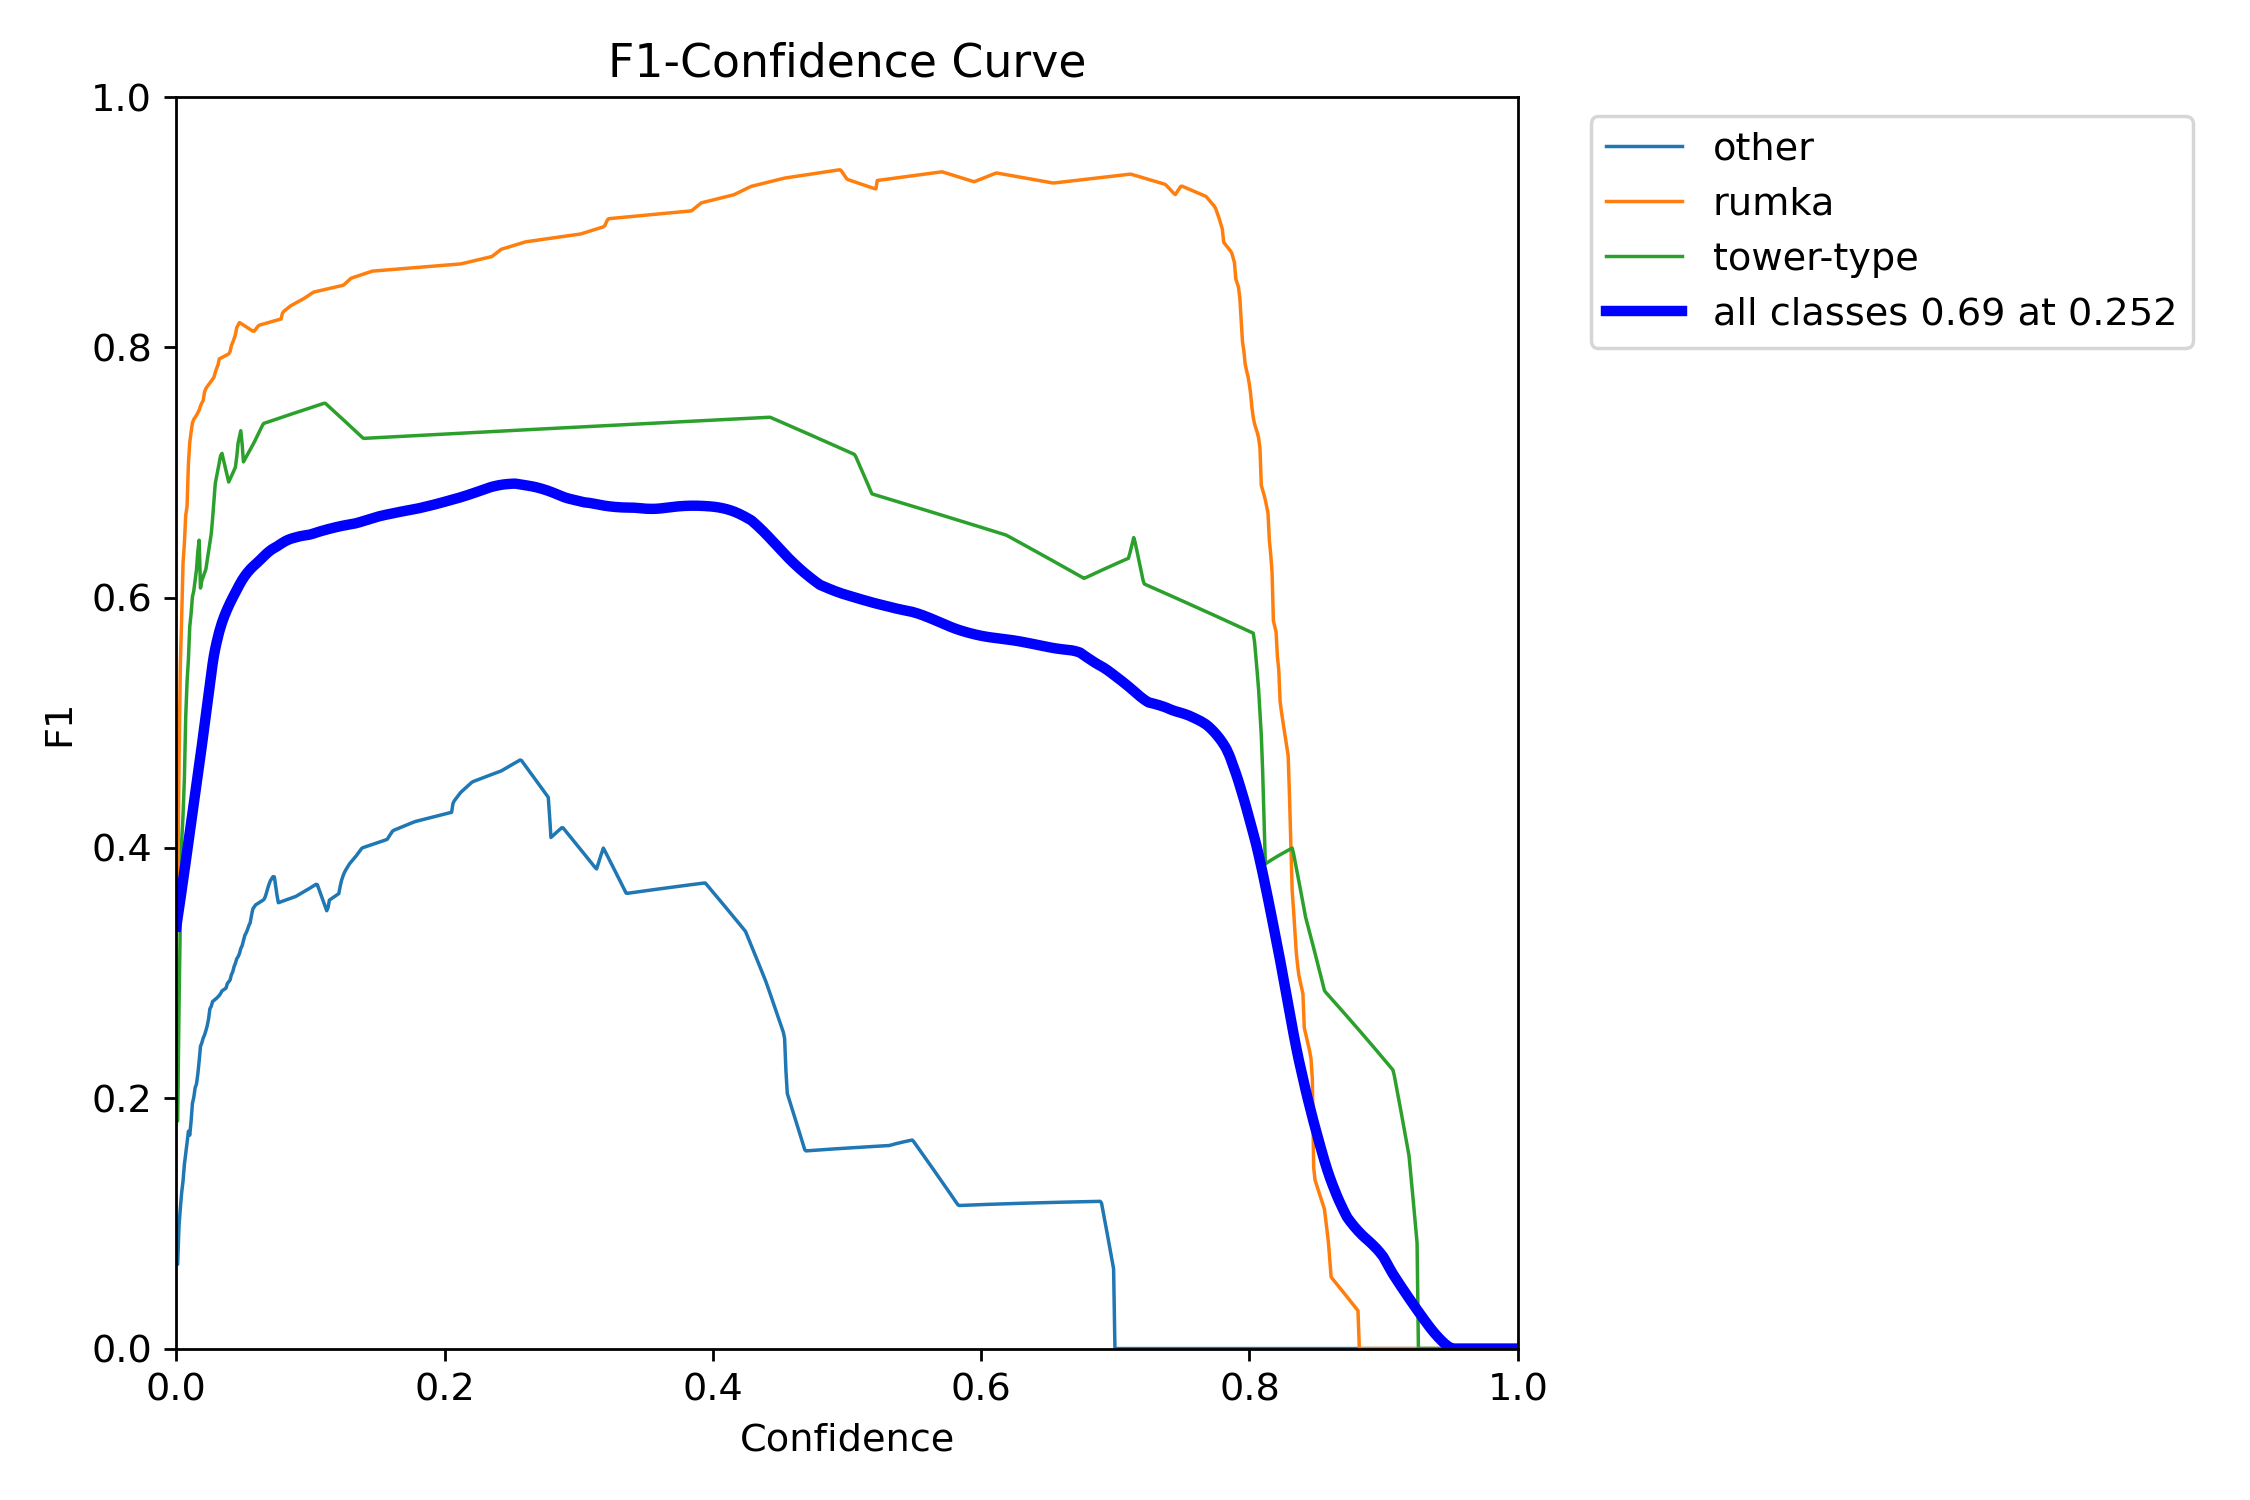 F1-Confidence Curve
1.0
0.8
0.6
0.4
0.2
0.0
F1
0.0 0.2 0.4 0.6 0.8 1.0
Confidence
other
rumka
tower-type
all classes 0.69 at 0.252